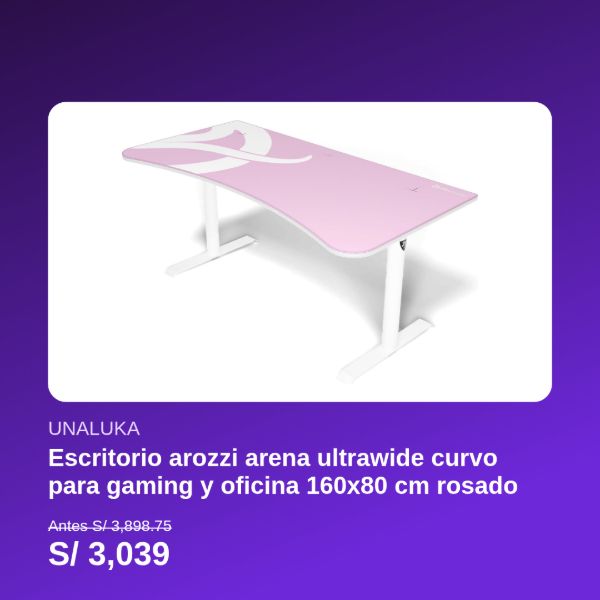 UNALUKA
Escritorio arozzi arena ultrawide curvo
para gaming y oficina 160x80 cm rosado
Antes S/ 3,898.75
S/ 3,039